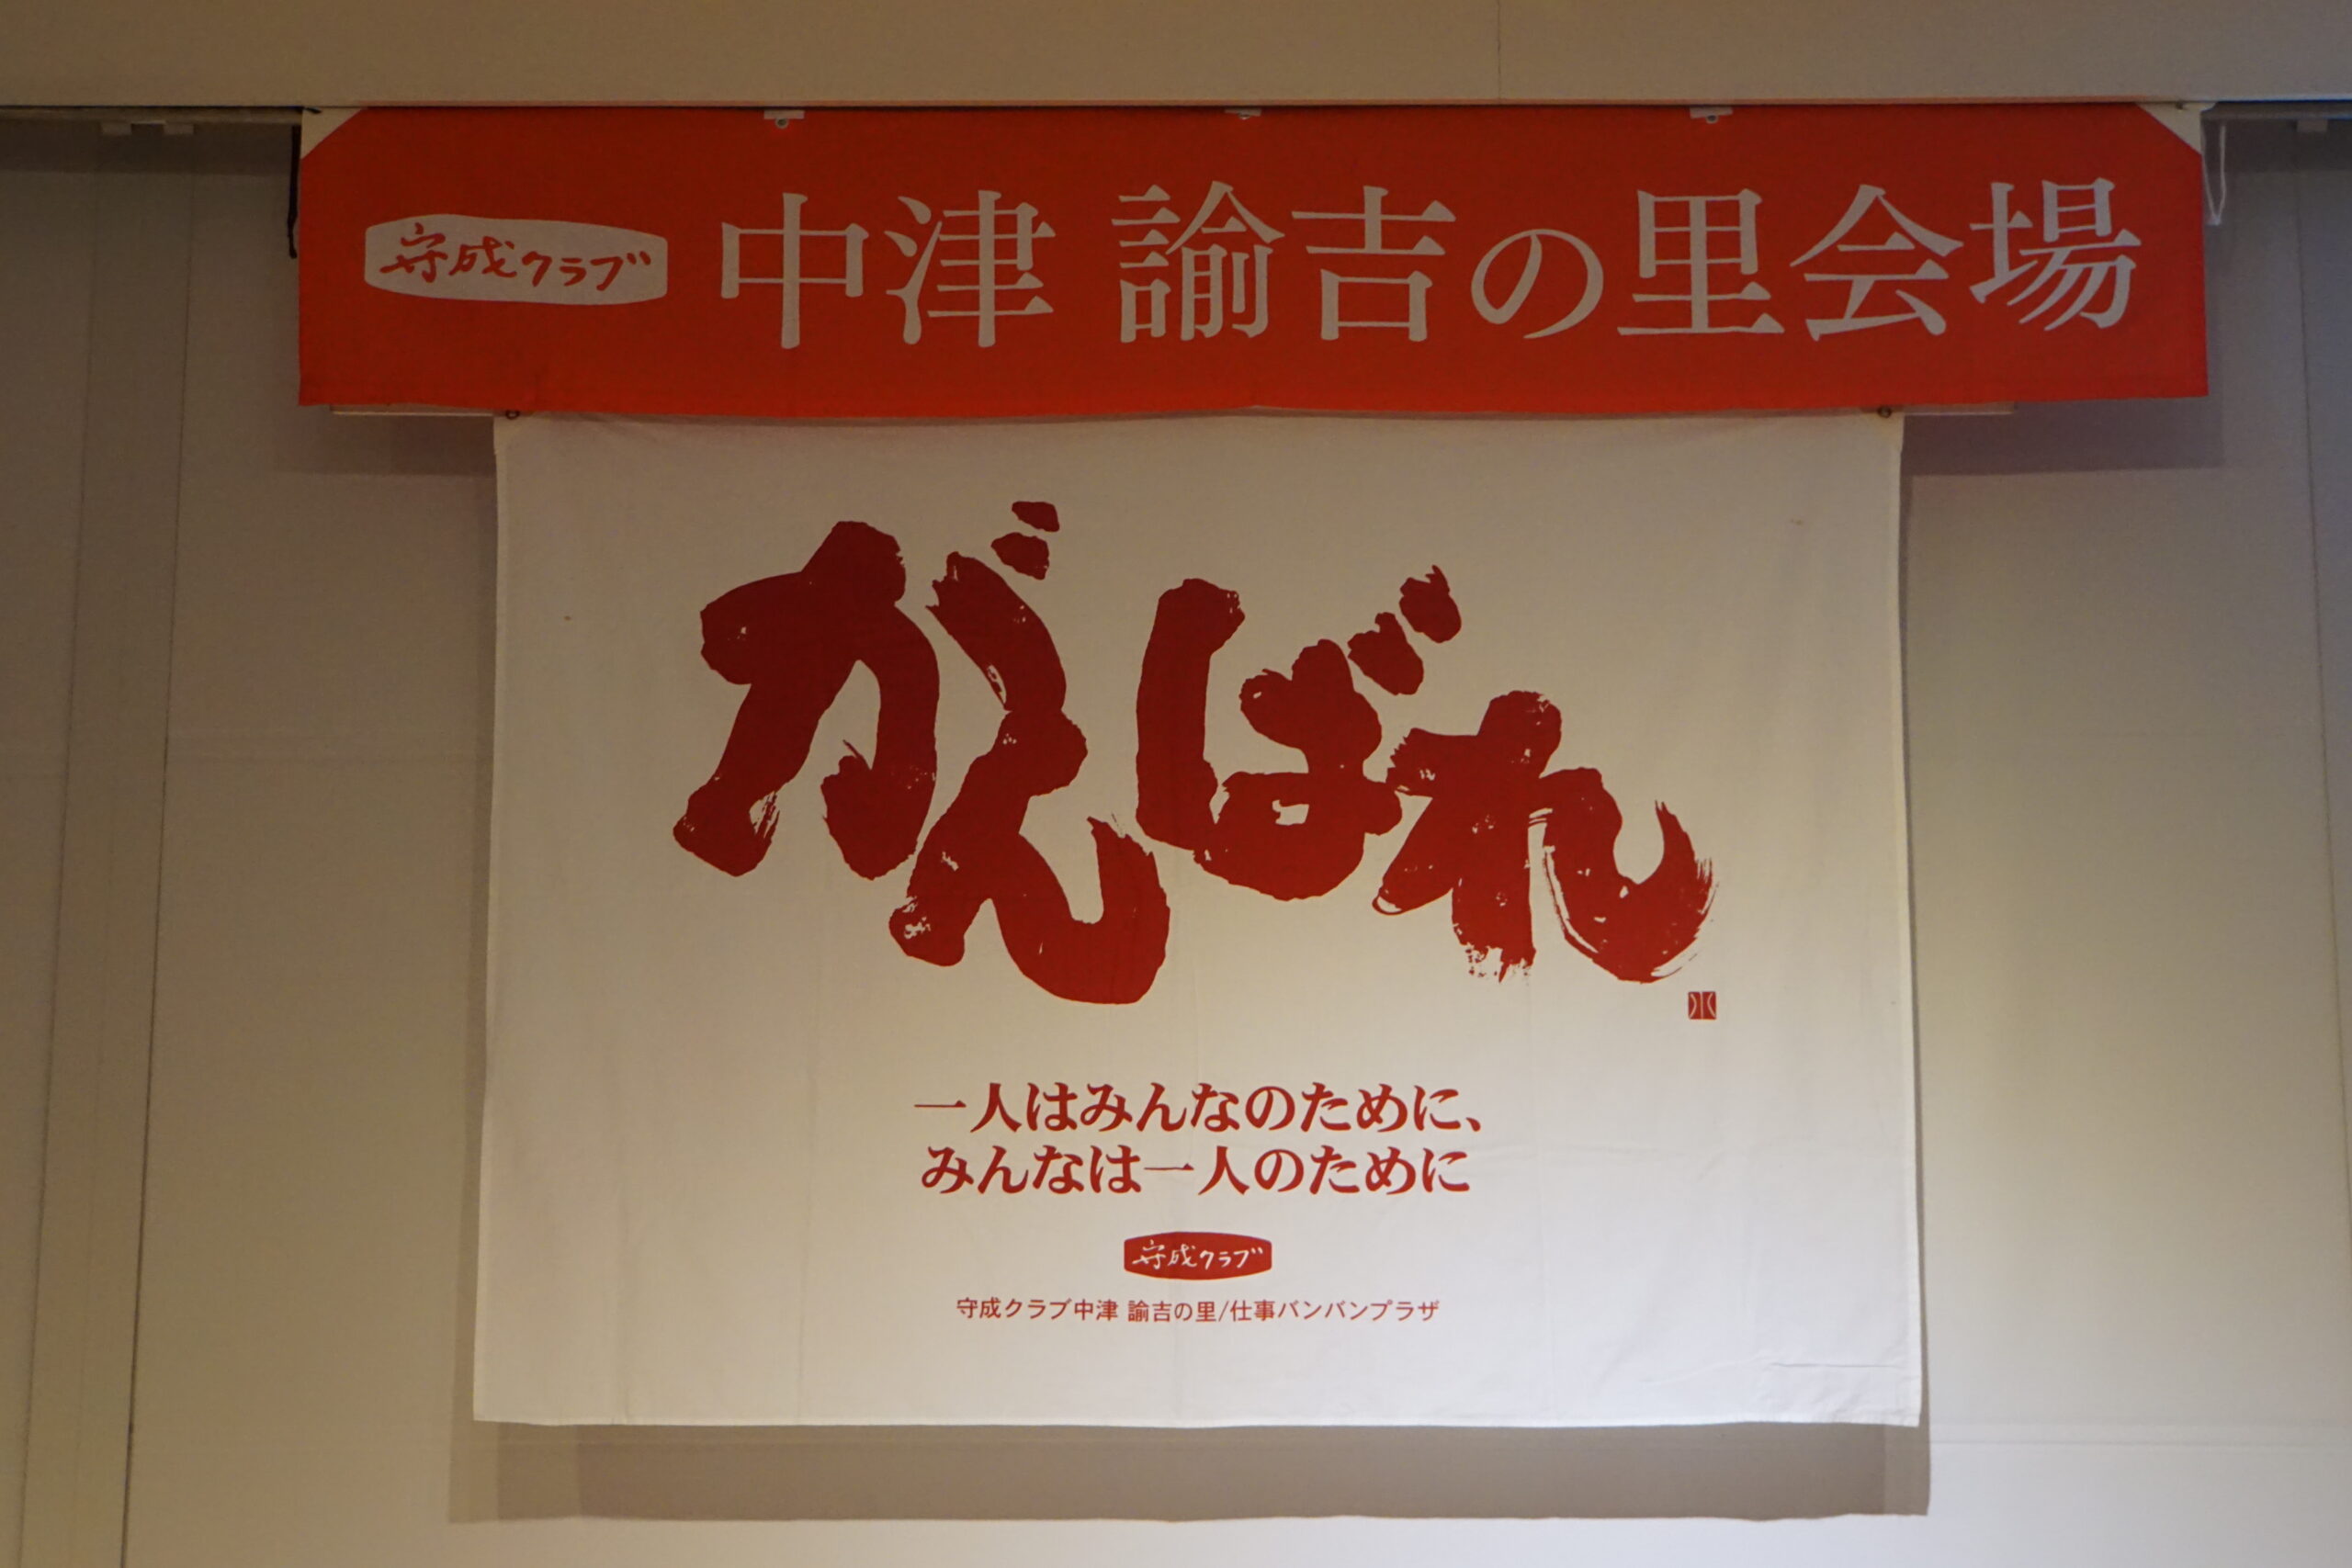 守成クラブ 中津 諭吉の里会場
がんばれ
一人はみんなのために、
みんなは一人のために
守成クラブ
守成クラブ中津 諭吉の里/仕事バンバンプラザ